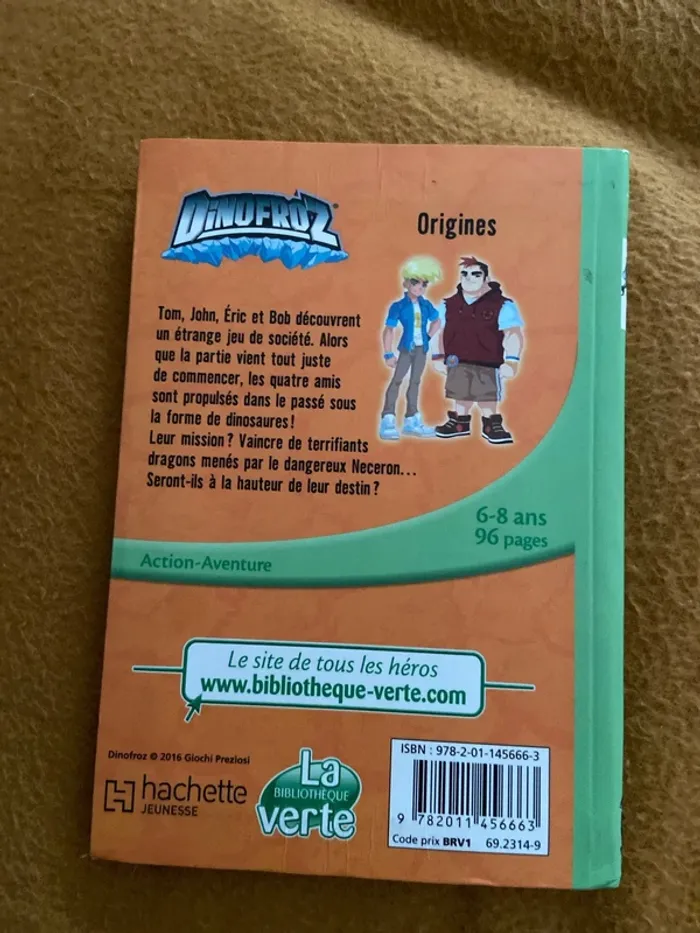 DINOFROZ®
Origines
Tom, John, Éric et Bob découvrent
un étrange jeu de société. Alors
que la partie vient tout juste
de commencer, les quatre amis
sont propulsés dans le passé sous
la forme de dinosaures !
Leur mission ? Vaincre de terrifiants
dragons menés par le dangereux Neceron...
Seront-ils à la hauteur de leur destin ?
6-8 ans
96 pages
Action-Aventure
Le site de tous les héros
www.bibliotheque-verte.com
Dinofroz © 2016 Giochi Preziosi
hachette
JEUNESSE
La
BIBLIOTHÈQUE
verte
ISBN : 978-2-01-145666-3
9 782011 456663
Code prix BRV1 69.2314-9